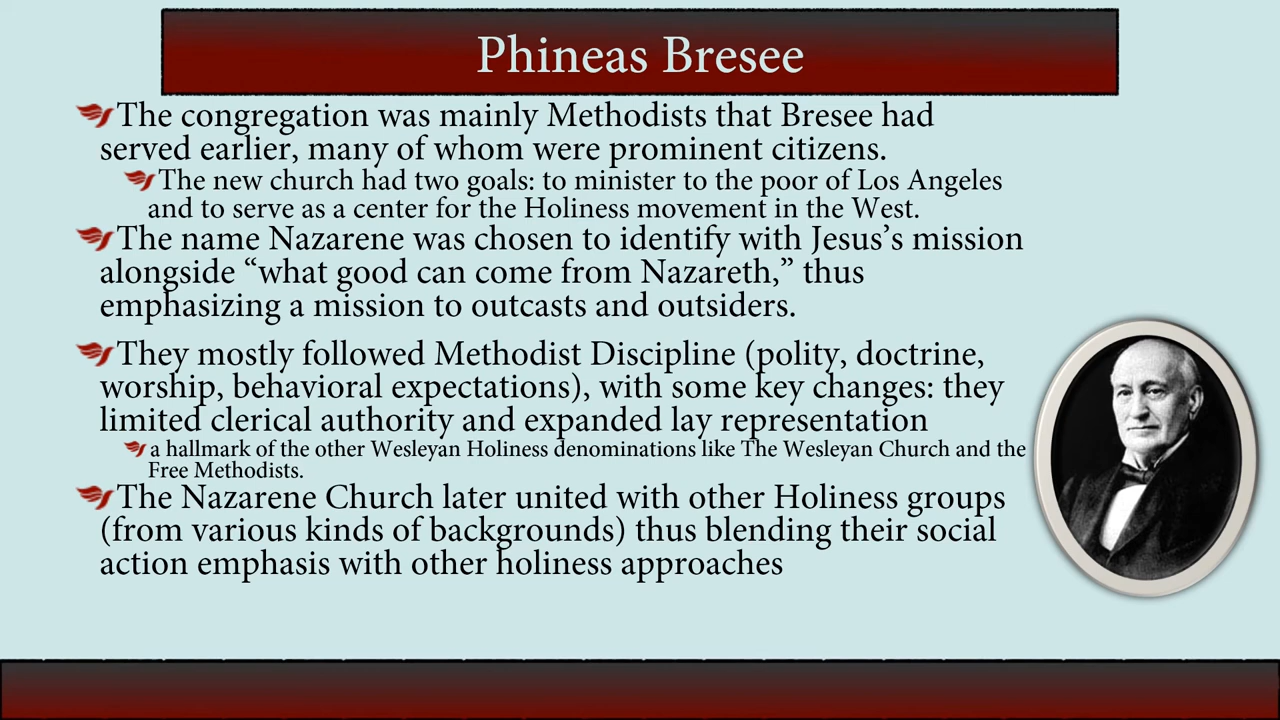 Phineas Bresee
The congregation was mainly Methodists that Bresee had
served earlier, many of whom were prominent citizens.
The new church had two goals: to minister to the poor of Los Angeles
and to serve as a center for the Holiness movement in the West.
The name Nazarene was chosen to identify with Jesus’s mission
alongside “what good can come from Nazareth,” thus
emphasizing a mission to outcasts and outsiders.
They mostly followed Methodist Discipline (polity, doctrine,
worship, behavioral expectations), with some key changes: they
limited clerical authority and expanded lay representation
a hallmark of the other Wesleyan Holiness denominations like The Wesleyan Church and the
Free Methodists.
The Nazarene Church later united with other Holiness groups
(from various kinds of backgrounds) thus blending their social
action emphasis with other holiness approaches